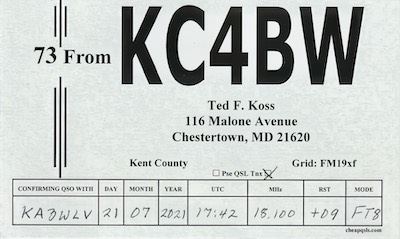 KC4BW
73 From
Ted F. Koss
116 Malone Avenue
Chestertown, MD 21620
Kent County Grid: FM19xf
☐ Pse QSL Tnx ☑
CONFIRMING QSO WITH DAY MONTH YEAR UTC MHz RST MODE
KA3WLV 21 07 2021 17:42 18.100 +09 FT8
cheapqsls.com